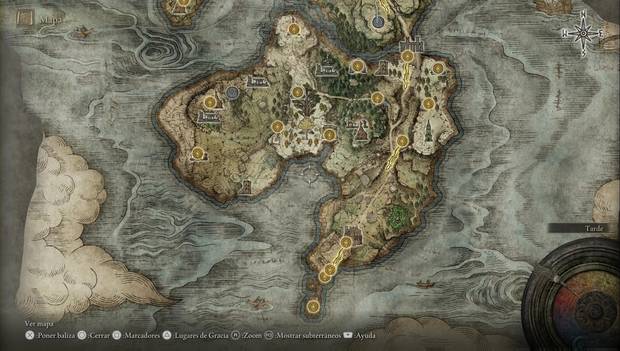 Mapa
Tarde
Ver mapa
:Poner baliza :Cerrar :Marcadores :Lugares de Gracia :Zoom :Mostrar subterráneos :Ayuda